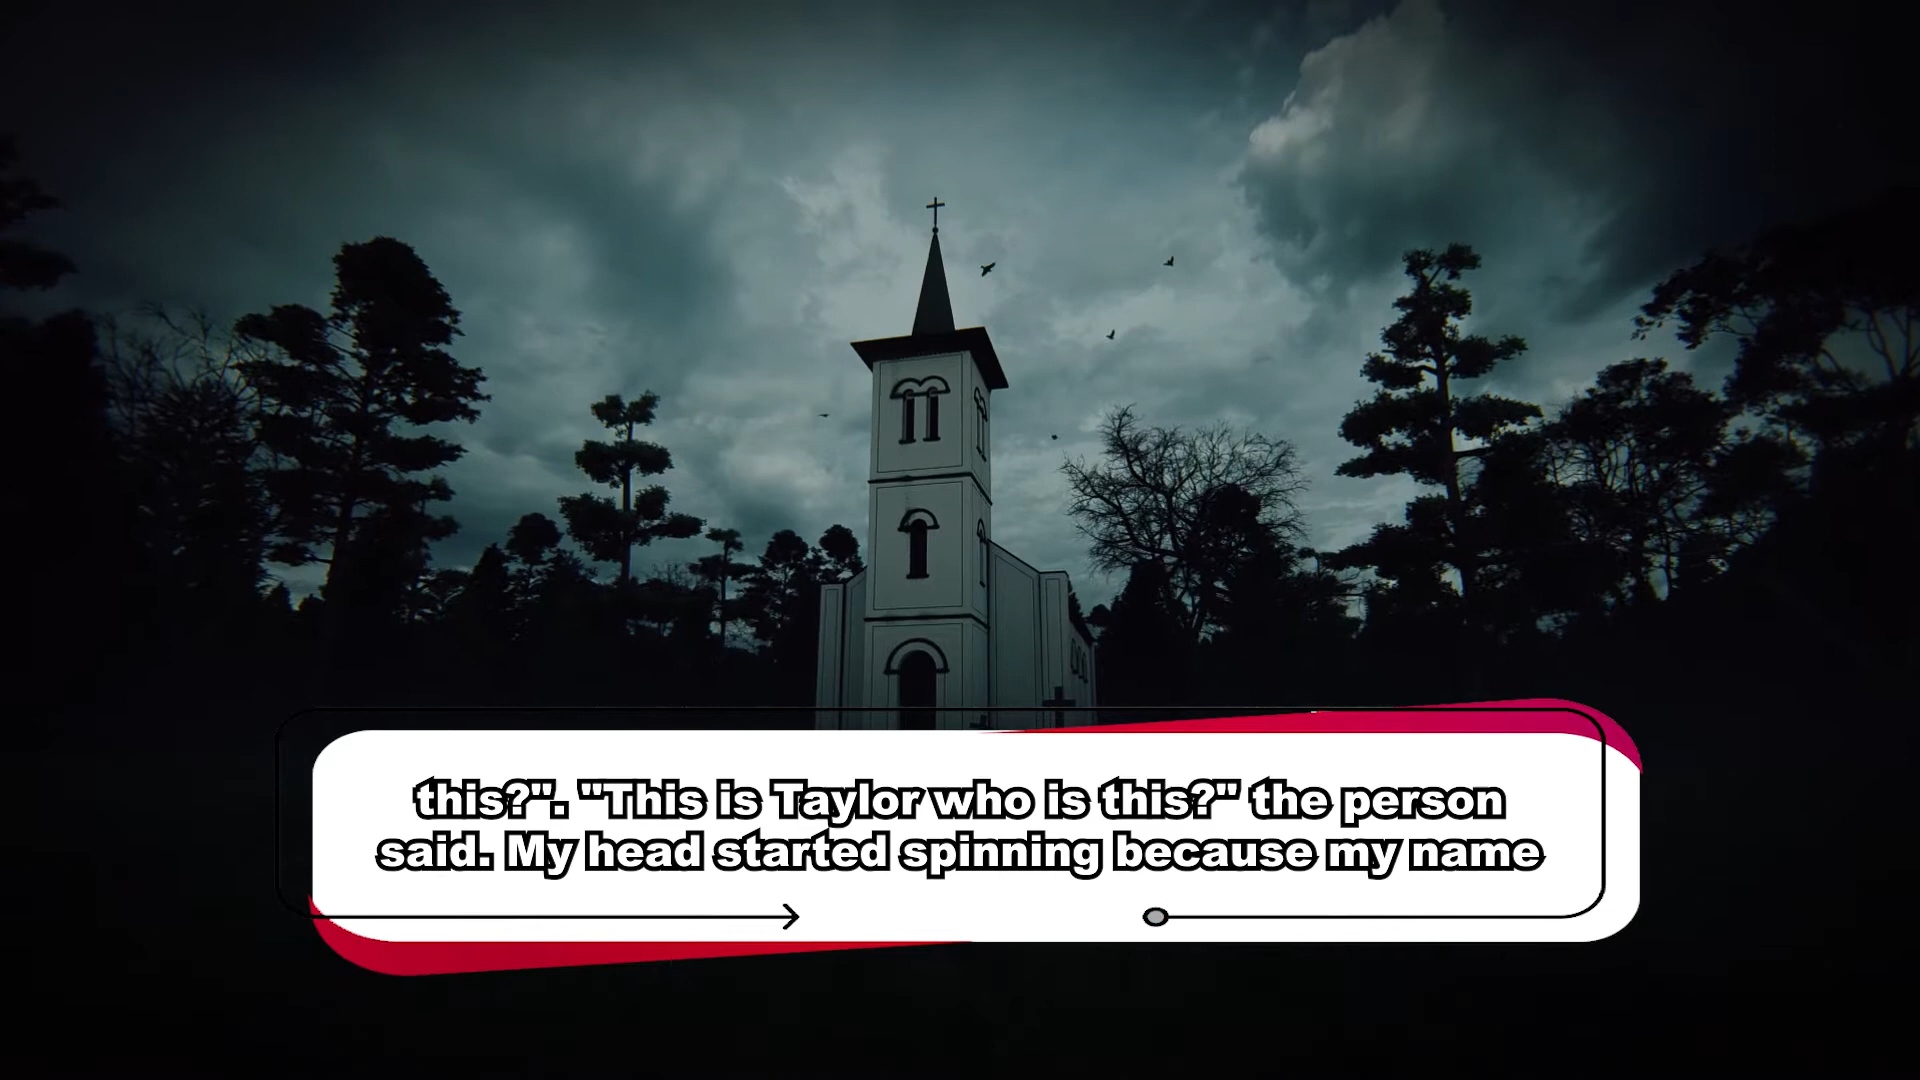 this?". "This is Taylor who is this?" the person
said. My head started spinning because my name